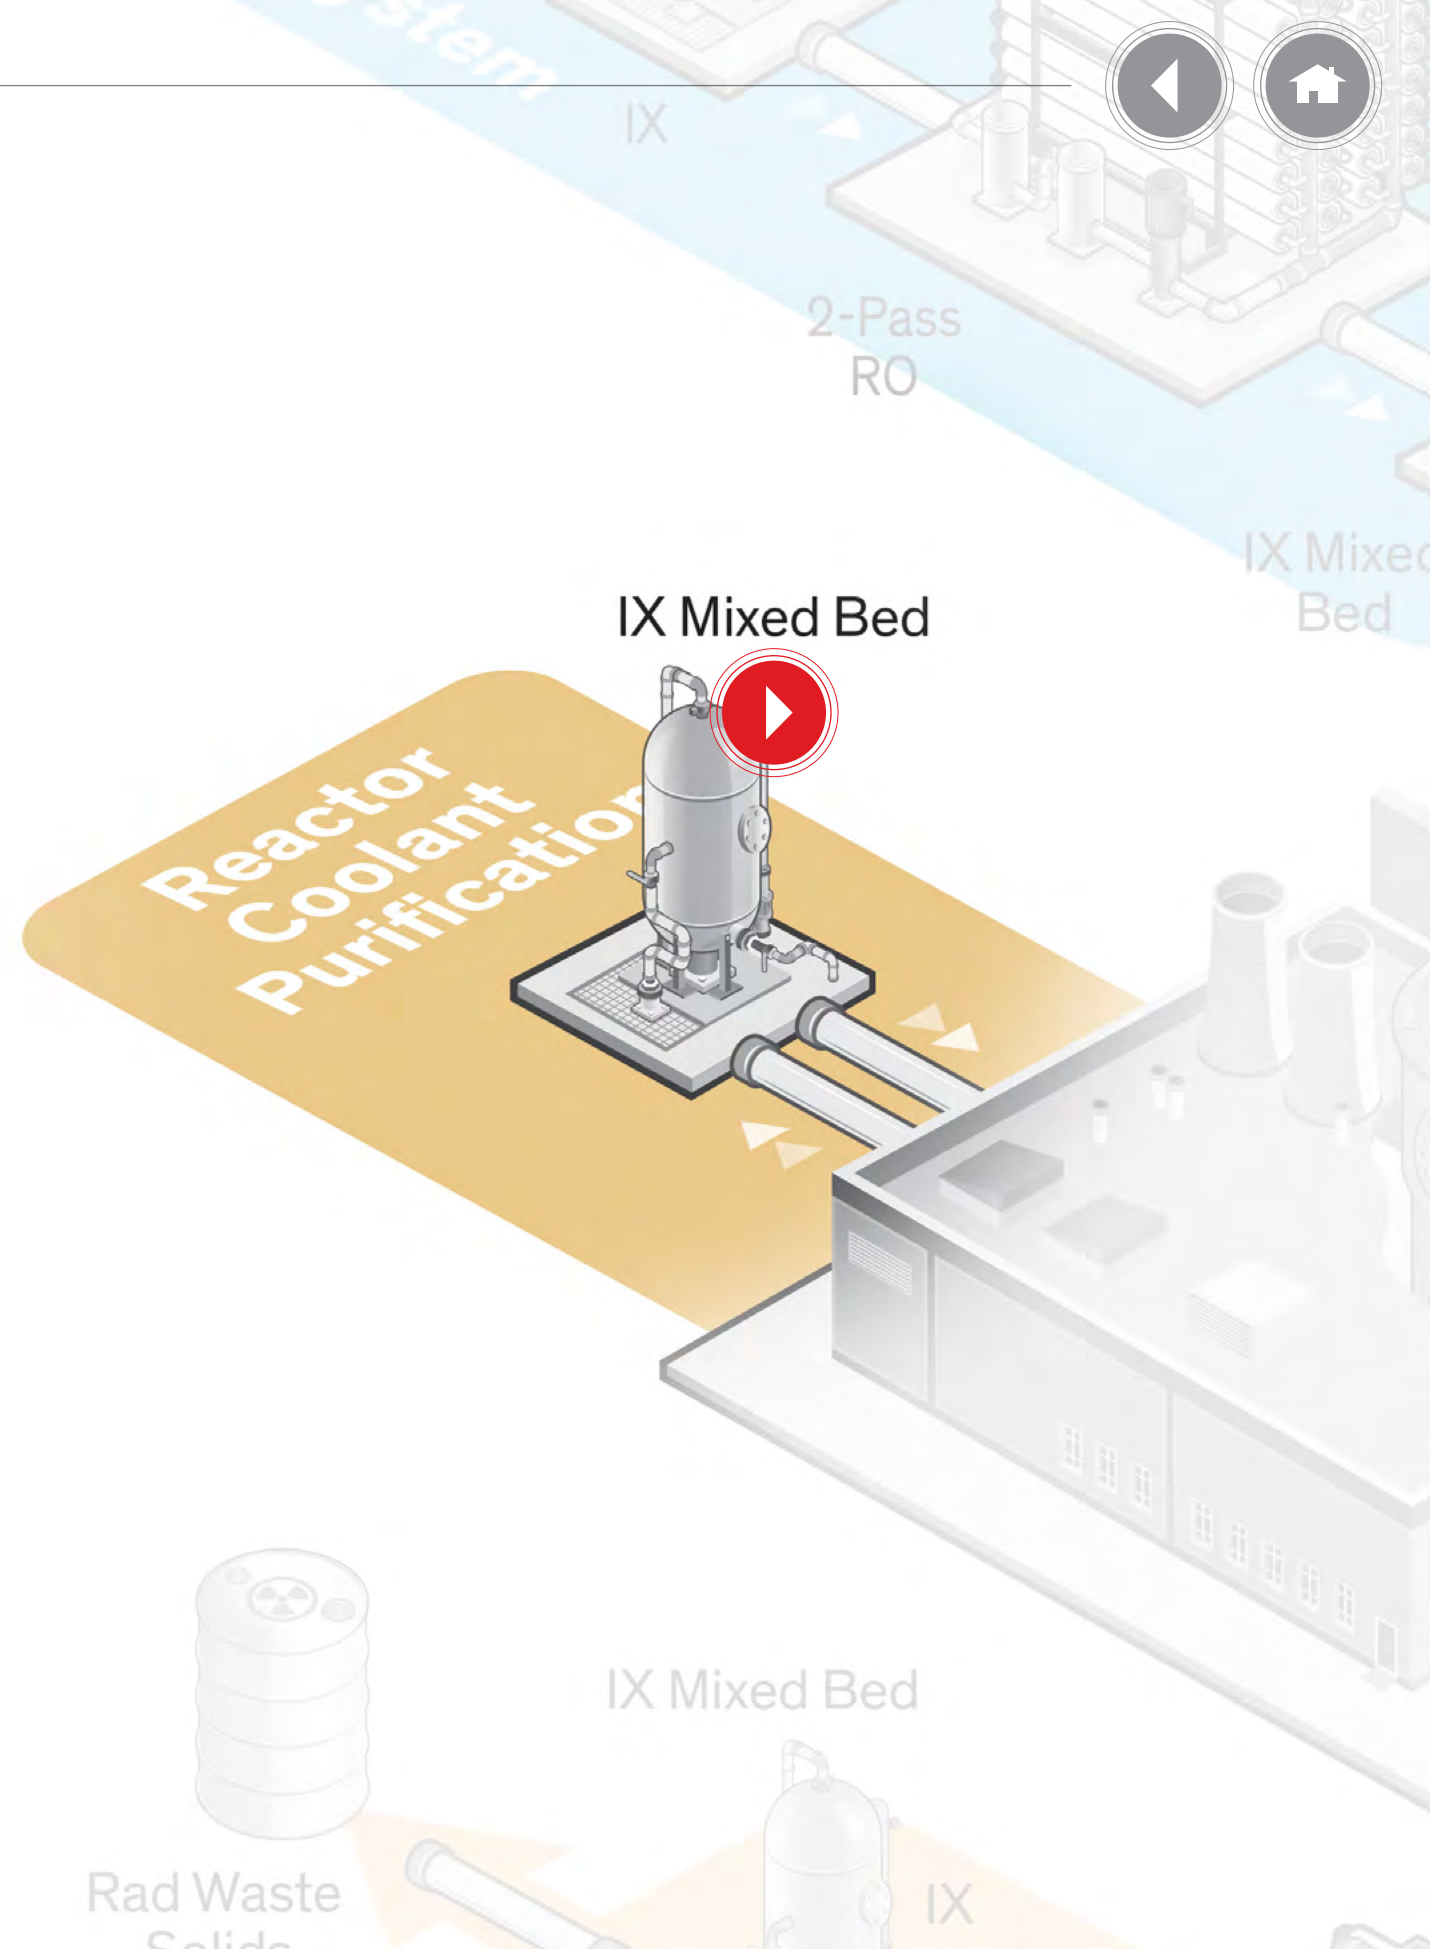 IX
2-Pass
RO
IX Mixed
Bed
IX Mixed Bed
Reactor
Coolant
Purification
IX Mixed Bed
Rad Waste
Solids
IX